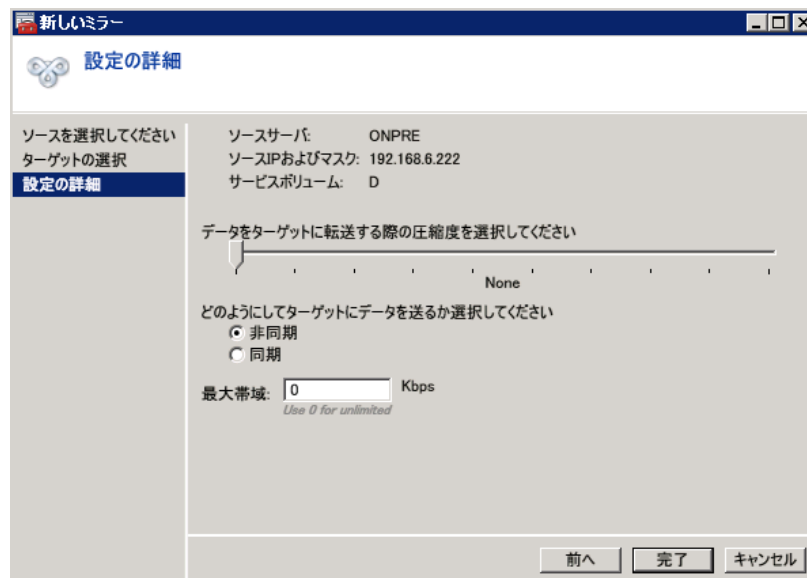 新しいミラー
設定の詳細
ソースを選択してください
ターゲットの選択
設定の詳細
ソースサーバ: ONPRE
ソースIPおよびマスク: 192.168.6.222
サービスボリューム: D
データをターゲットに転送する際の圧縮度を選択してください
None
どのようにしてターゲットにデータを送るか選択してください
非同期
同期
最大帯域: 0 Kbps
Use 0 for unlimited
前へ 完了 キャンセル